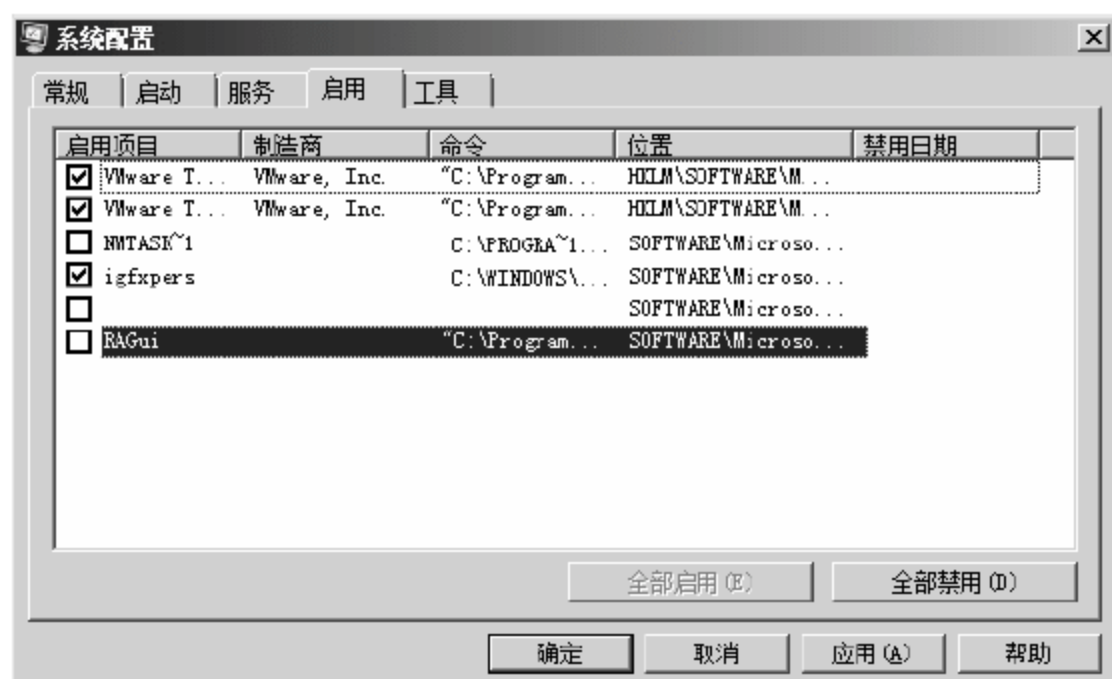 系统配置
常规 启动 服务 启用 工具
启用项目 制造商 命令 位置 禁用日期
VMware T... VMware, Inc. "C:\Program... HKLM\SOFTWARE\M...
VMware T... VMware, Inc. "C:\Program... HKLM\SOFTWARE\M...
NMTASK~1 C:\PROGRA~1... SOFTWARE\Microso...
igfxpers C:\WINDOWS\... SOFTWARE\Microso...
SOFTWARE\Microso...
RAGui "C:\Program... SOFTWARE\Microso...
全部启用(E) 全部禁用(D)
确定 取消 应用(A) 帮助